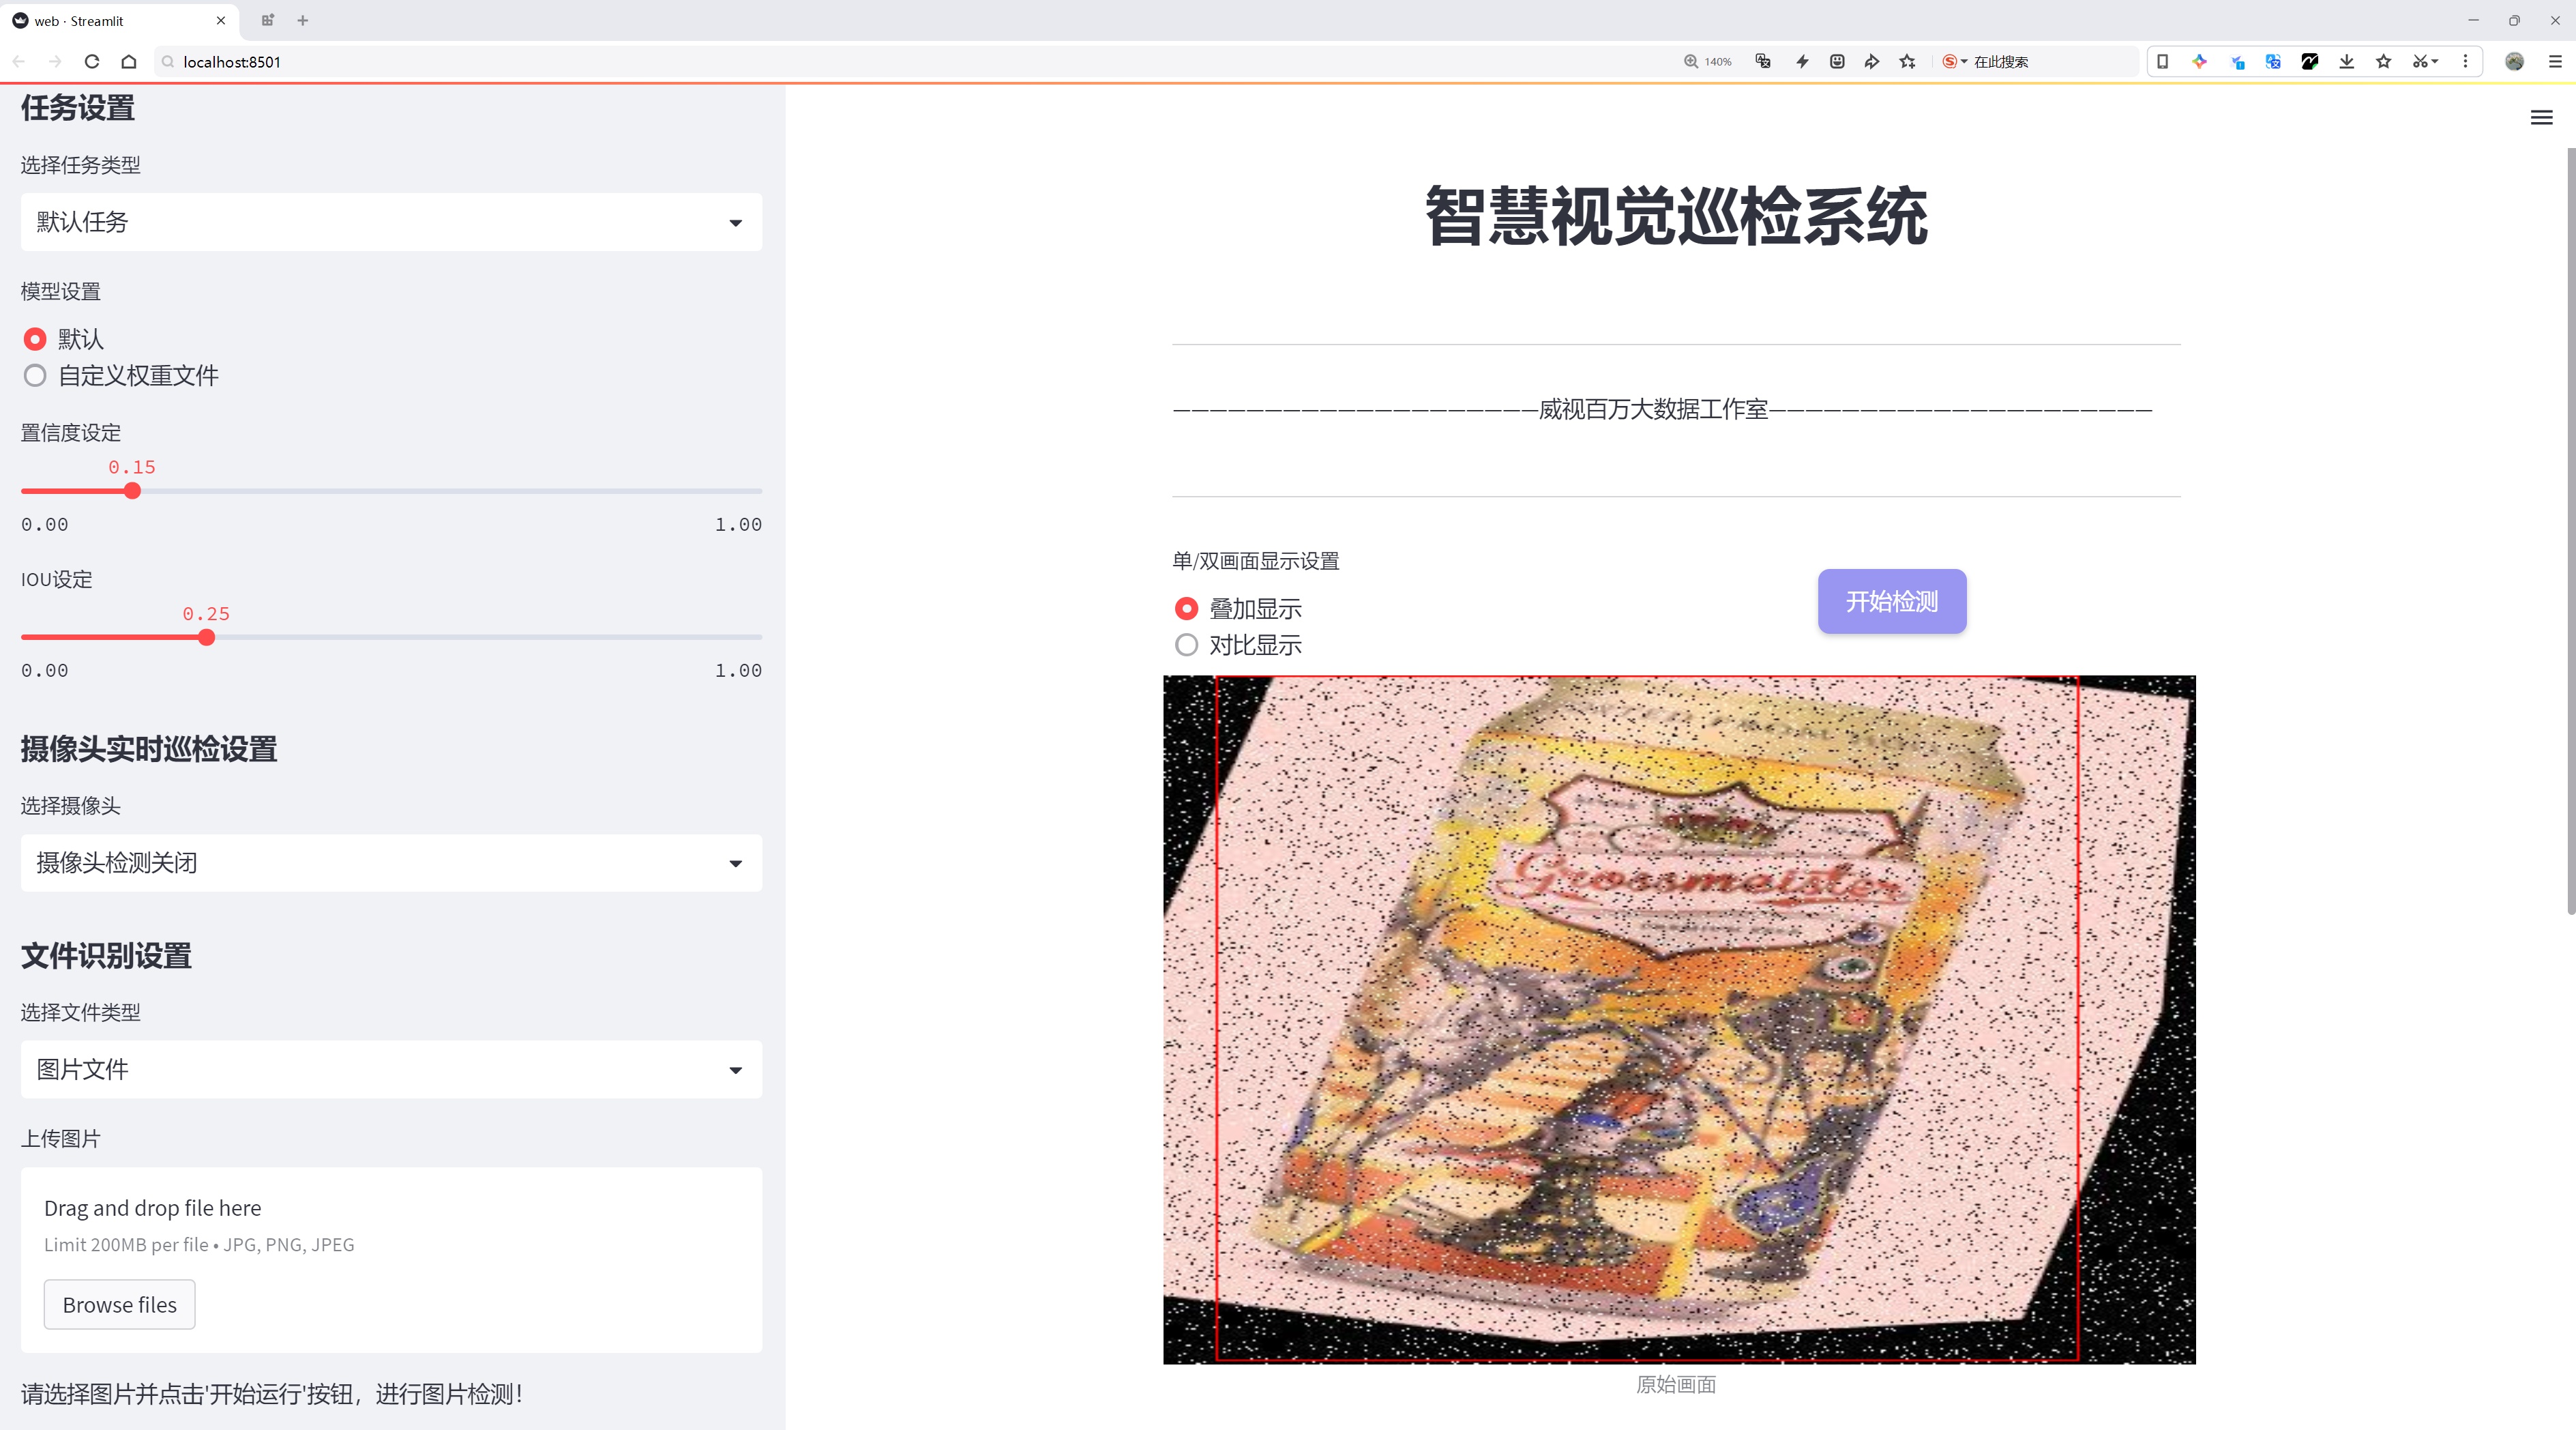 web · Streamlit
localhost:8501
140%
在此搜索
任务设置
选择任务类型
默认任务
模型设置
默认
自定义权重文件
置信度设定
0.15
0.00
1.00
IOU设定
0.25
0.00
1.00
摄像头实时巡检设置
选择摄像头
摄像头检测关闭
文件识别设置
选择文件类型
图片文件
上传图片
Drag and drop file here
Limit 200MB per file • JPG, PNG, JPEG
Browse files
请选择图片并点击'开始运行'按钮，进行图片检测！
智慧视觉巡检系统
————————————————————威视百万大数据工作室—————————————————————
单/双画面显示设置
叠加显示
对比显示
开始检测
Grossmeister
原始画面